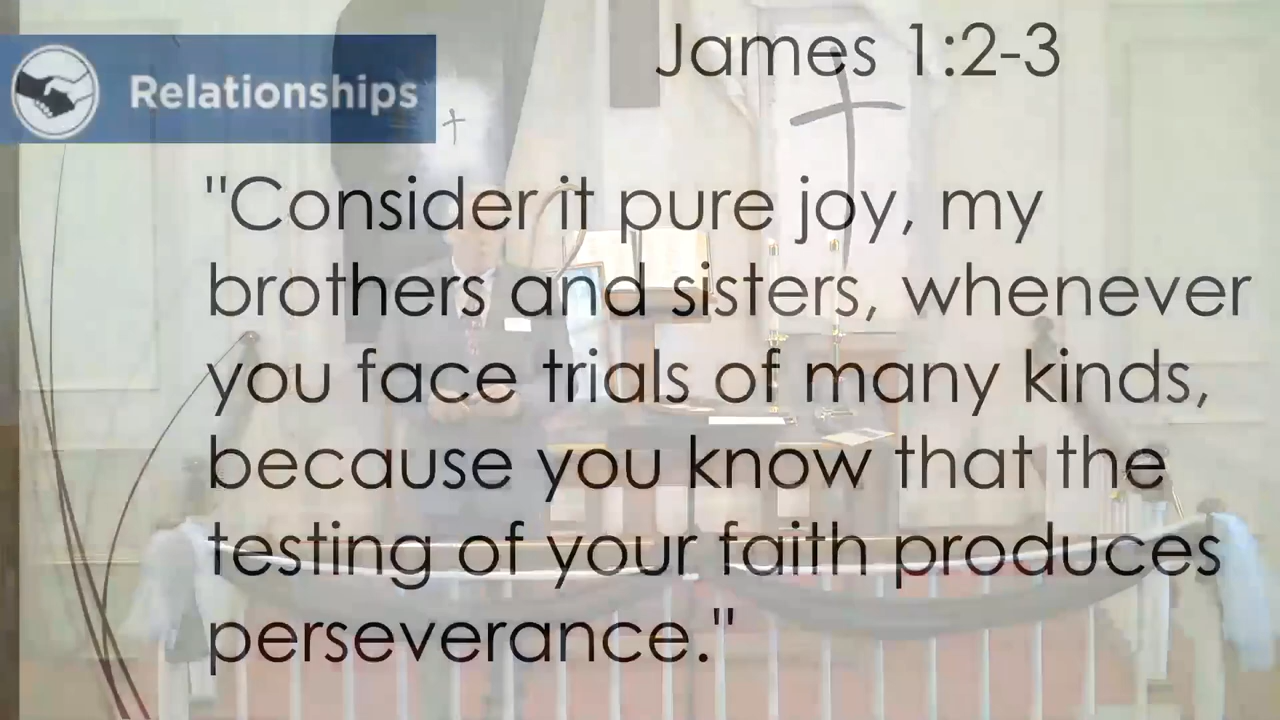 James 1:2-3
Relationships
"Consider it pure joy, my
brothers and sisters, whenever
you face trials of many kinds,
because you know that the
testing of your faith produces
perseverance."